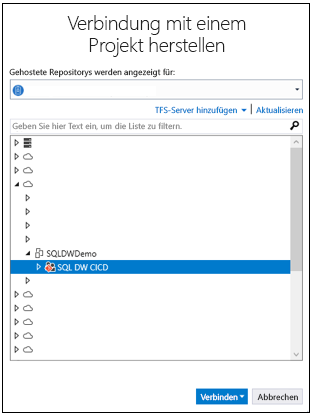 Verbindung mit einem
Projekt herstellen
Gehostete Repositorys werden angezeigt für:
TFS-Server hinzufügen | Aktualisieren
Geben Sie hier Text ein, um die Liste zu filtern.
SQLDWDemo
SQL DW CICD
Verbinden Abbrechen